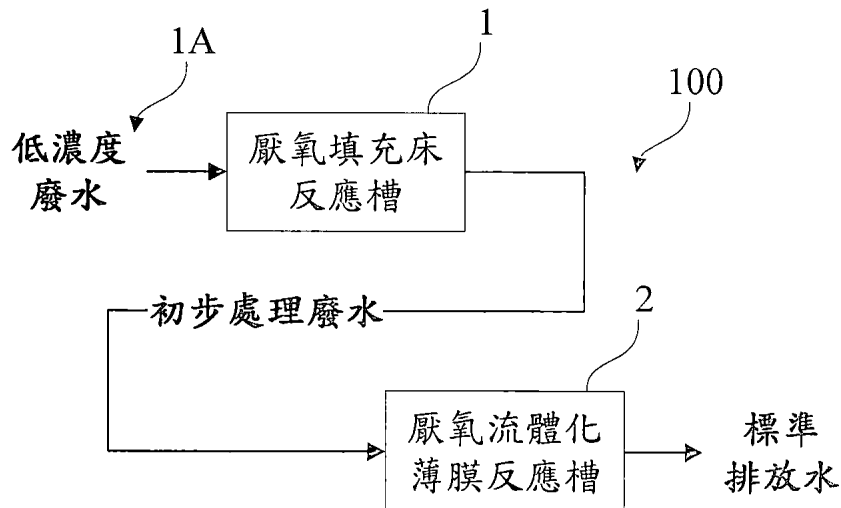 1A
1
100
低濃度
廢水
厭氧填充床
反應槽
初步處理廢水
2
厭氧流體化
薄膜反應槽
標準
排放水